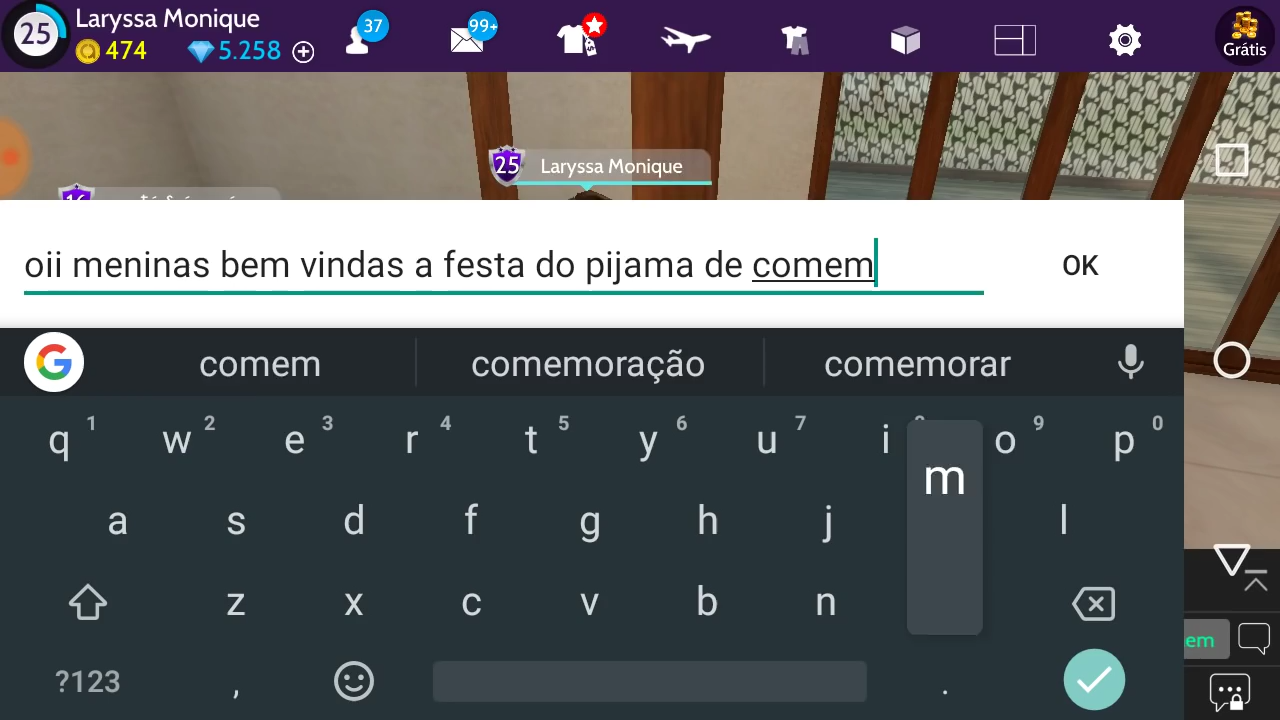 25 Laryssa Monique
474 5.258 37 99+ Grátis
25 Laryssa Monique
16
oii meninas bem vindas a festa do pijama de comem OK
comem comemoração comemorar
q 1 w 2 e 3 r 4 t 5 y 6 u 7 i o 9 p 0
a s d f g h j m l
z x c v b n
em
?123 , .